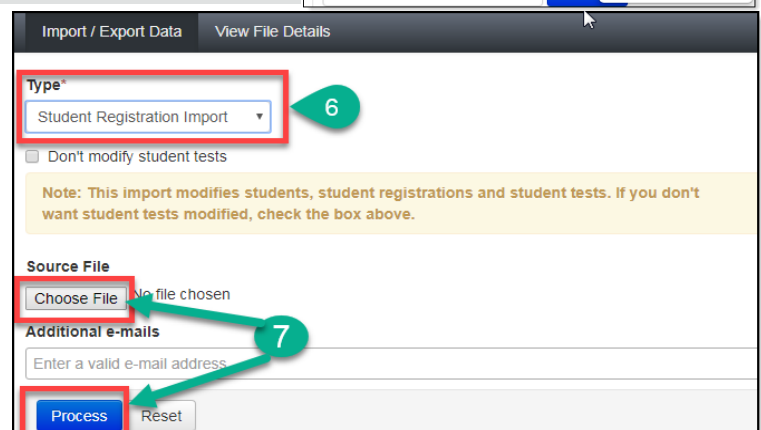 Import / Export Data View File Details
Type*
Student Registration Import
6
Don't modify student tests
Note: This import modifies students, student registrations and student tests. If you don't
want student tests modified, check the box above.
Source File
Choose File No file chosen
Additional e-mails
7
Enter a valid e-mail address
Process Reset